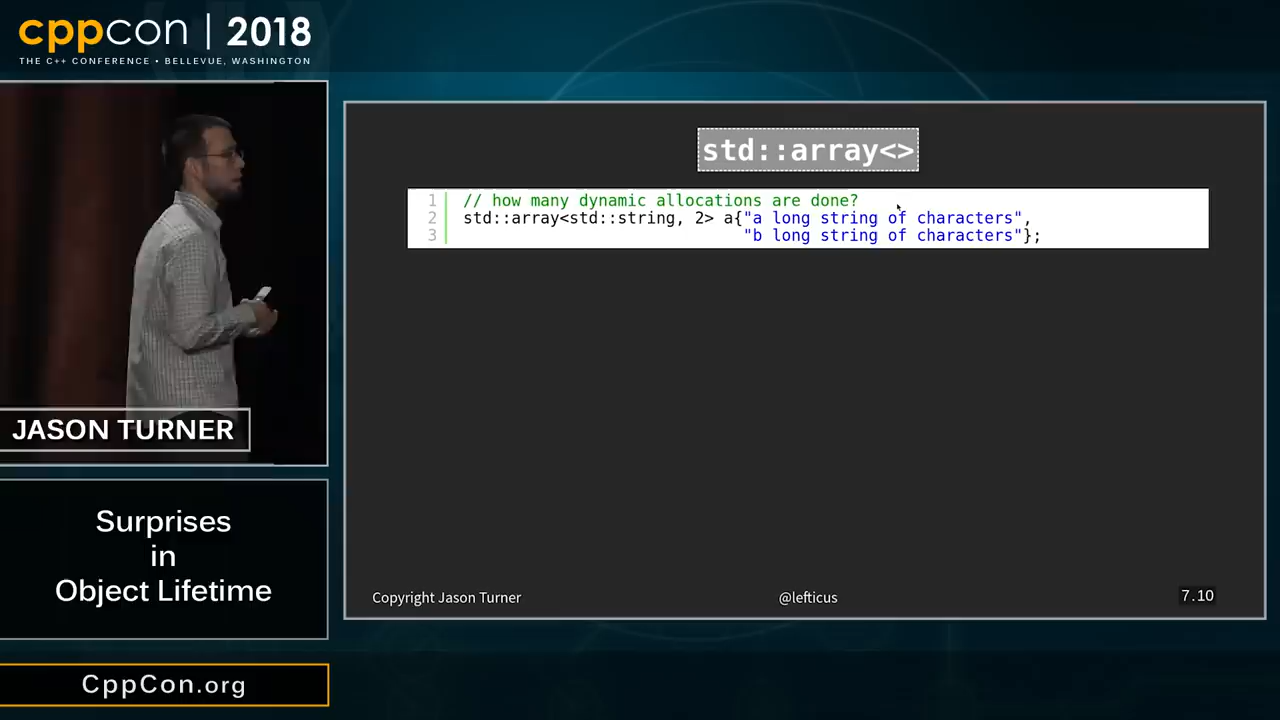 cppcon | 2018
THE C++ CONFERENCE • BELLEVUE, WASHINGTON
JASON TURNER
Surprises
in
Object Lifetime
CppCon.org
std::array<>
1 // how many dynamic allocations are done?
2 std::array<std::string, 2> a{"a long string of characters",
3 "b long string of characters"};
Copyright Jason Turner
@lefticus
7.10